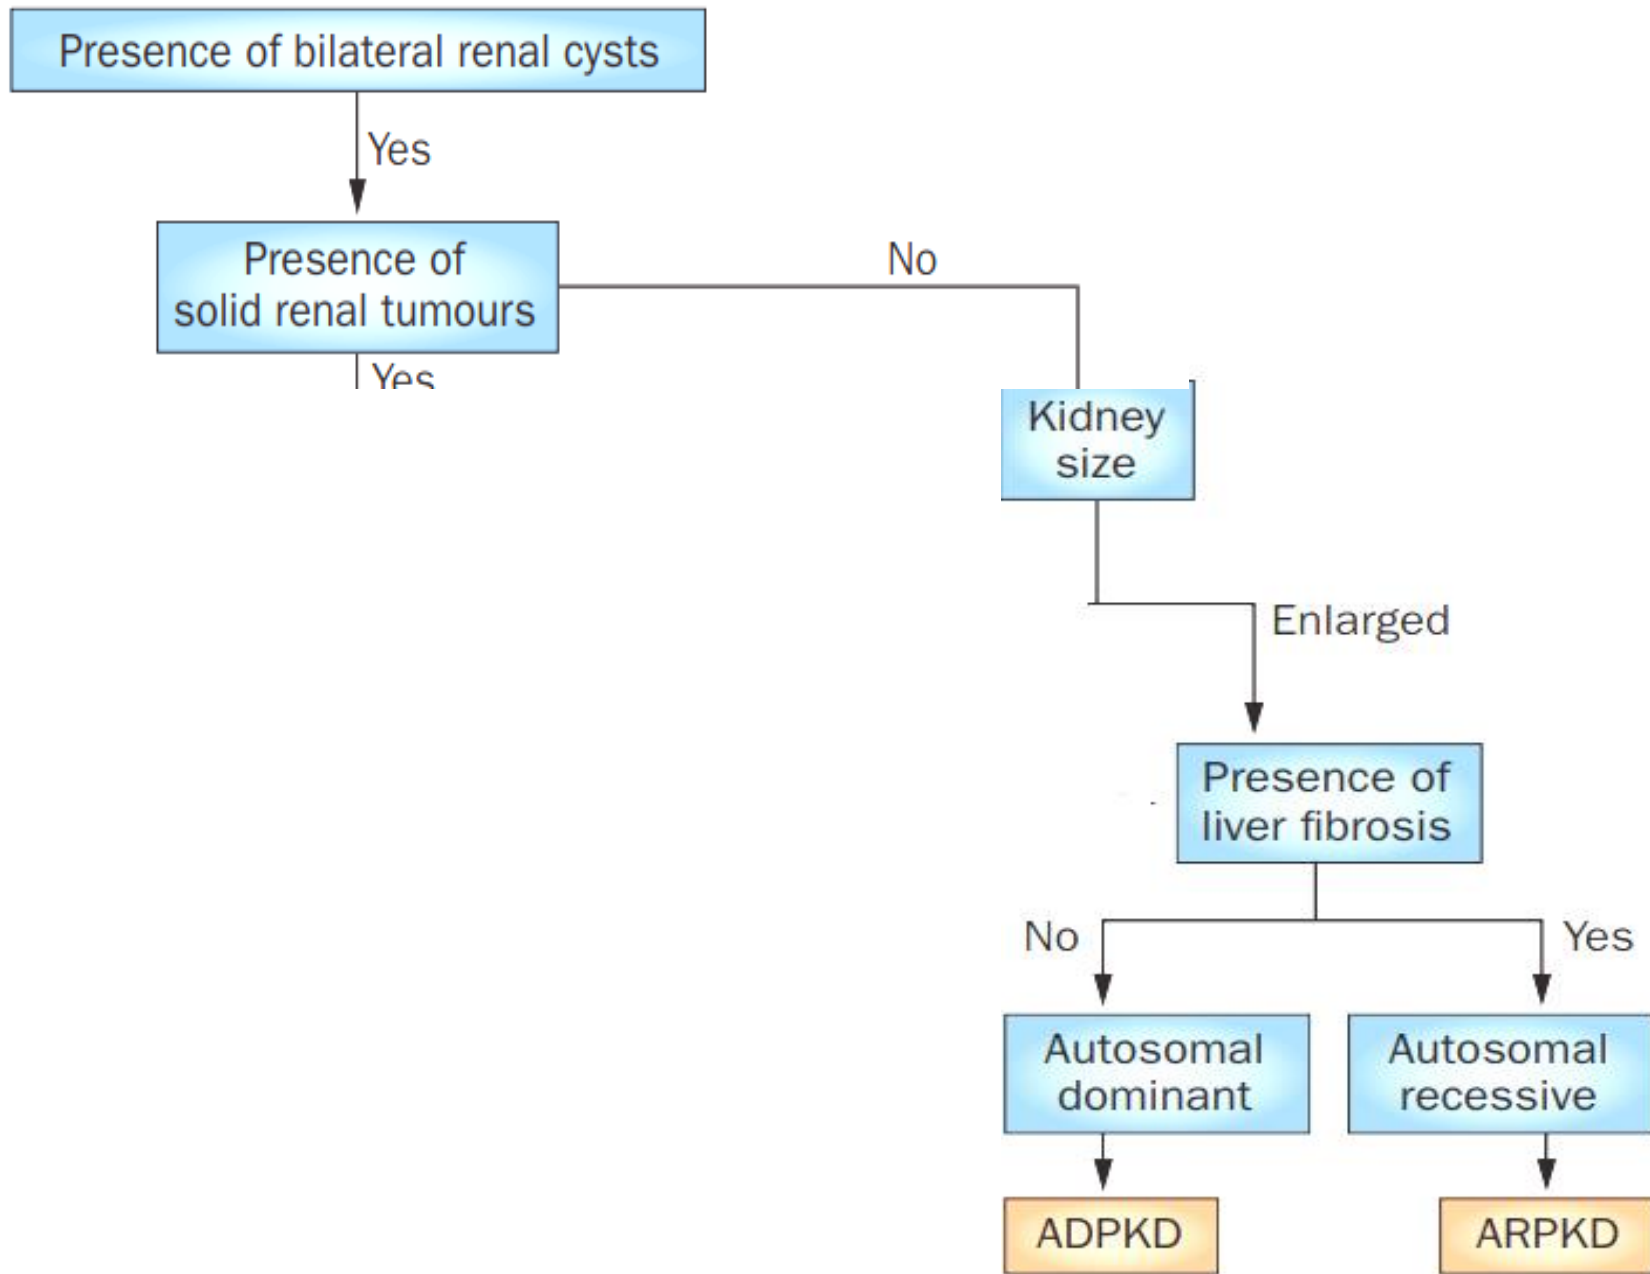 Presence of bilateral renal cysts
Yes
Presence of
solid renal tumours
No
Yes
Kidney
size
Enlarged
Presence of
liver fibrosis
No
Yes
Autosomal
dominant
Autosomal
recessive
ADPKD
ARPKD